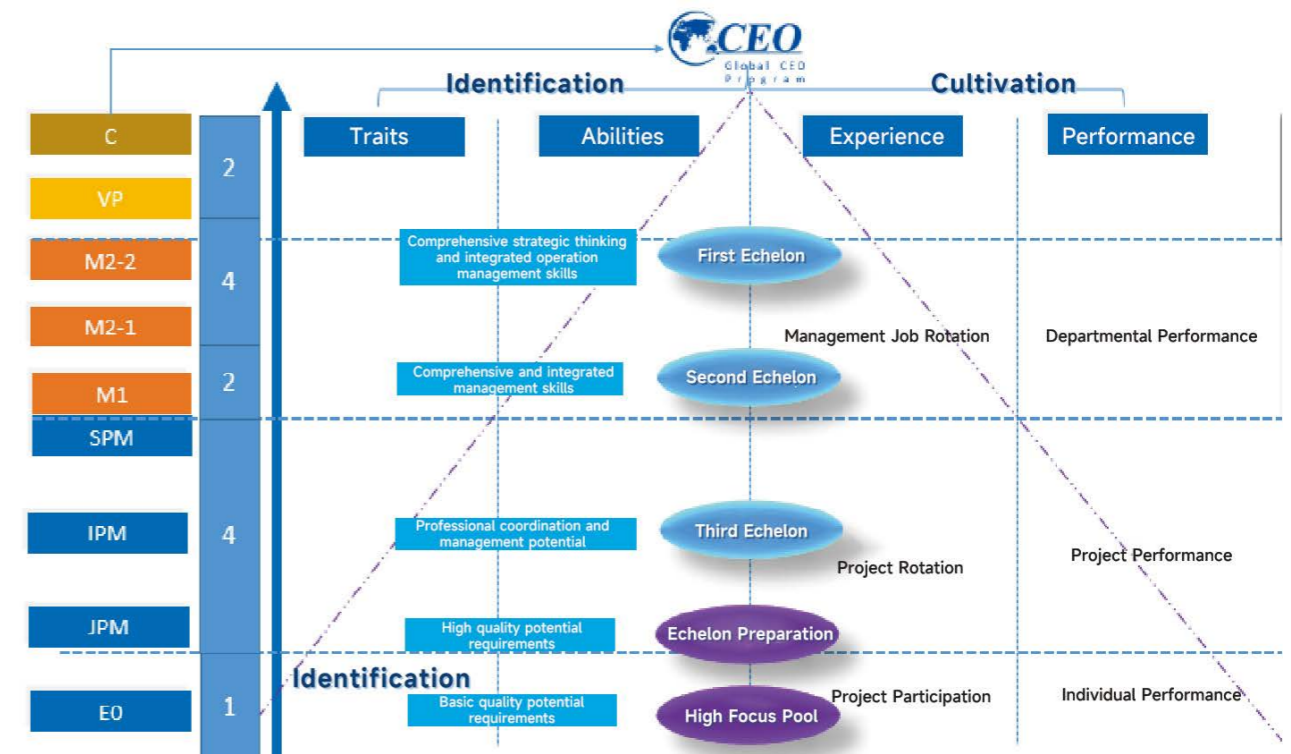 CEO
Global CEO
Program
Identification
Cultivation
C
2
Traits
Abilities
Experience
Performance
VP
M2-2
4
Comprehensive strategic thinking
and integrated operation
management skills
First Echelon
M2-1
Management Job Rotation
Departmental Performance
M1
2
Comprehensive and integrated
management skills
Second Echelon
SPM
IPM
4
Professional coordination and
management potential
Third Echelon
Project Rotation
Project Performance
JPM
High quality potential
requirements
Echelon Preparation
Identification
E0
1
Basic quality potential
requirements
High Focus Pool
Project Participation
Individual Performance